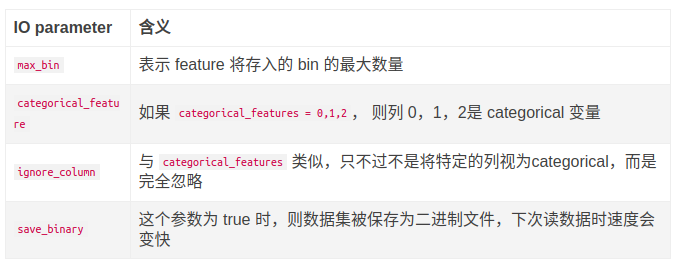 IO parameter 含义
max_bin 表示 feature 将存入的 bin 的最大数量
categorical_featu
re
如果 categorical_features = 0,1,2 ， 则列 0，1，2是 categorical 变量
ignore_column
与 categorical_features 类似，只不过不是将特定的列视为categorical，而是
完全忽略
save_binary
这个参数为 true 时，则数据集被保存为二进制文件，下次读数据时速度会
变快